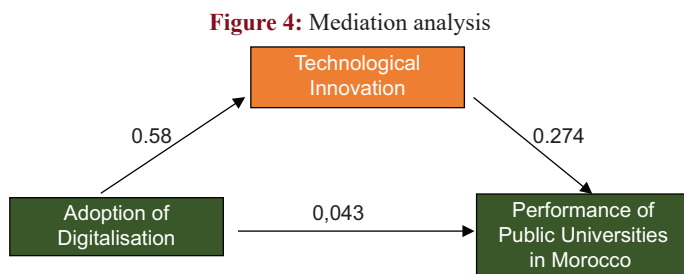 Figure 4: Mediation analysis
Technological
Innovation
0.58
0.274
Adoption of
Digitalisation
0,043
Performance of
Public Universities
in Morocco